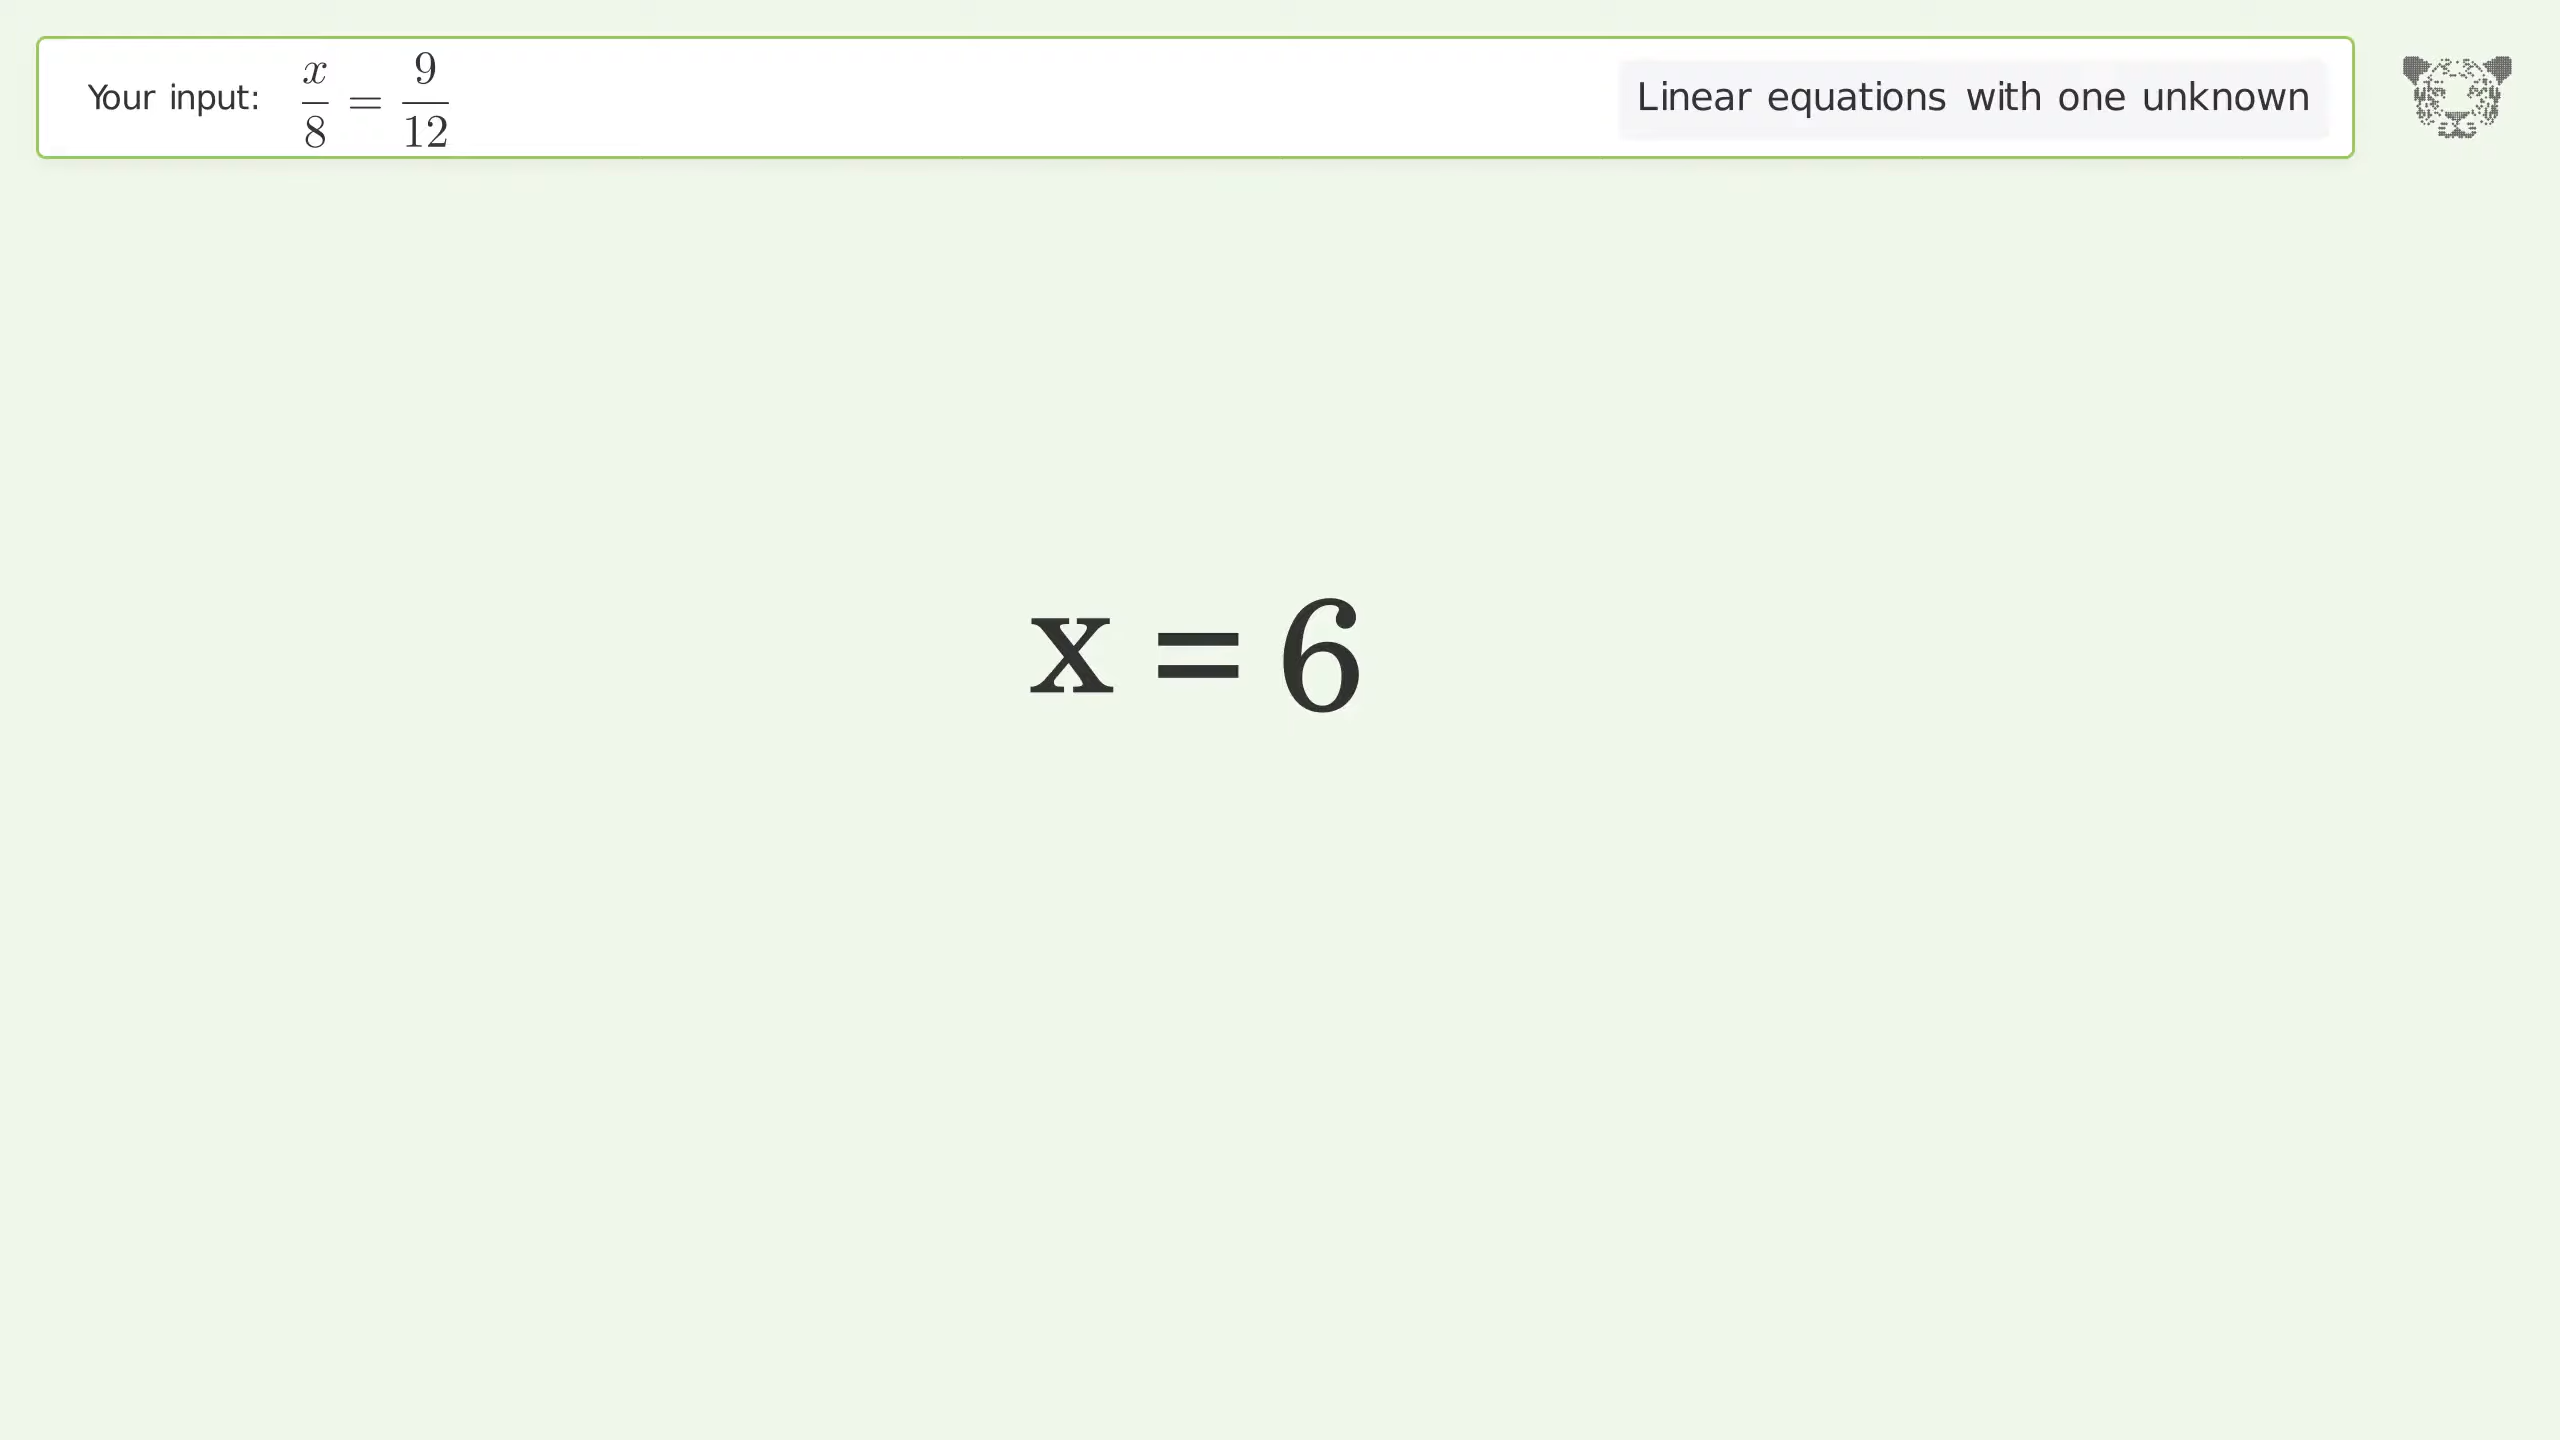 Your input: x/8 = 9/12
Linear equations with one unknown
x = 6